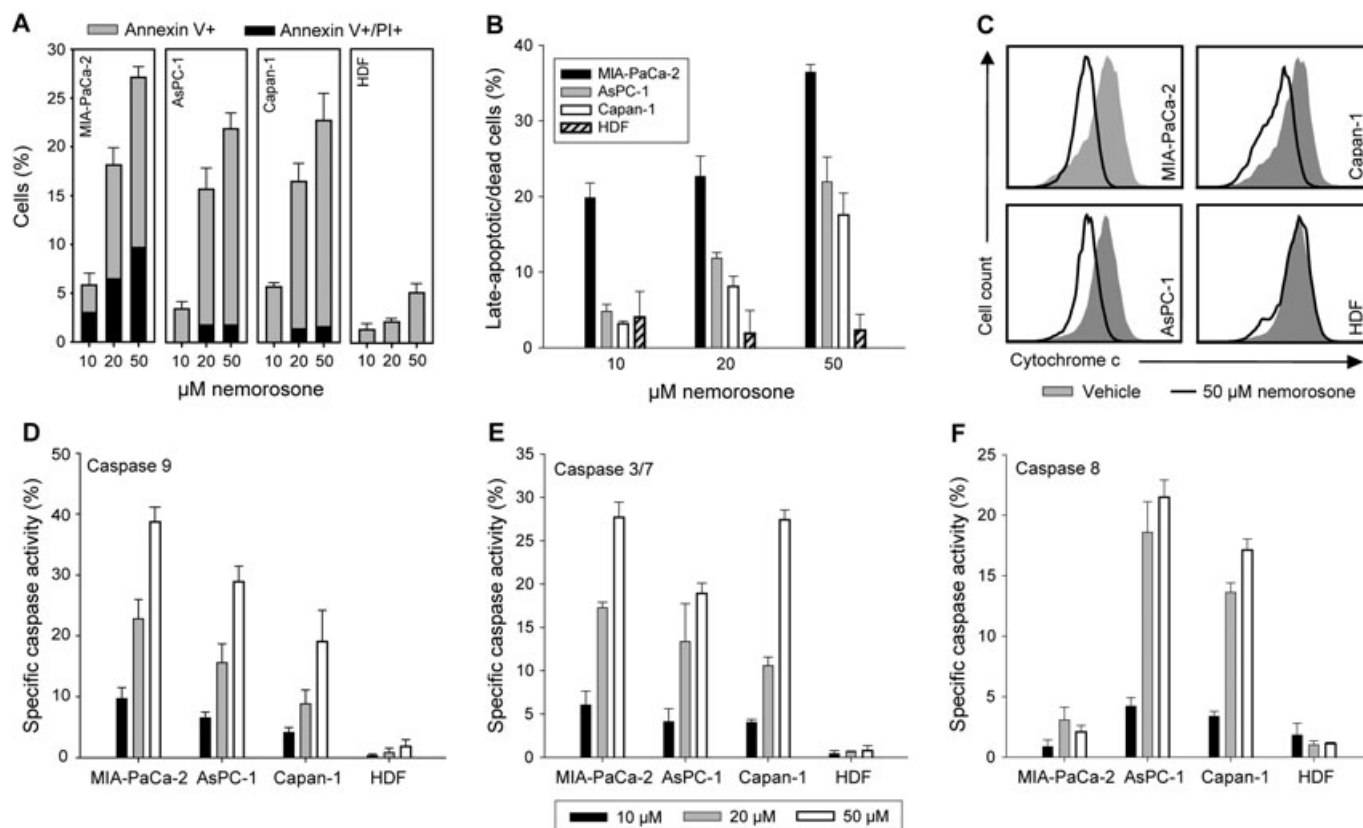 A
Annexin V+
Annexin V+/PI+
Cells (%)
30
25
20
15
10
5
0
MIA-PaCa-2
AsPC-1
Capan-1
HDF
10 20 50 10 20 50 10 20 50 10 20 50
µM nemorosone
B
Late-apoptotic/dead cells (%)
40
30
20
10
0
MIA-PaCa-2
AsPC-1
Capan-1
HDF
10 20 50
µM nemorosone
C
Cell count
MIA-PaCa-2
Capan-1
AsPC-1
HDF
Cytochrome c
Vehicle
50 µM nemorosone
D
Specific caspase activity (%)
50
40
30
20
10
0
Caspase 9
MIA-PaCa-2 AsPC-1 Capan-1 HDF
E
Specific caspase activity (%)
35
30
25
20
15
10
5
0
Caspase 3/7
MIA-PaCa-2 AsPC-1 Capan-1 HDF
10 µM 20 µM 50 µM
F
Specific caspase activity (%)
25
20
15
10
5
0
Caspase 8
MIA-PaCa-2 AsPC-1 Capan-1 HDF